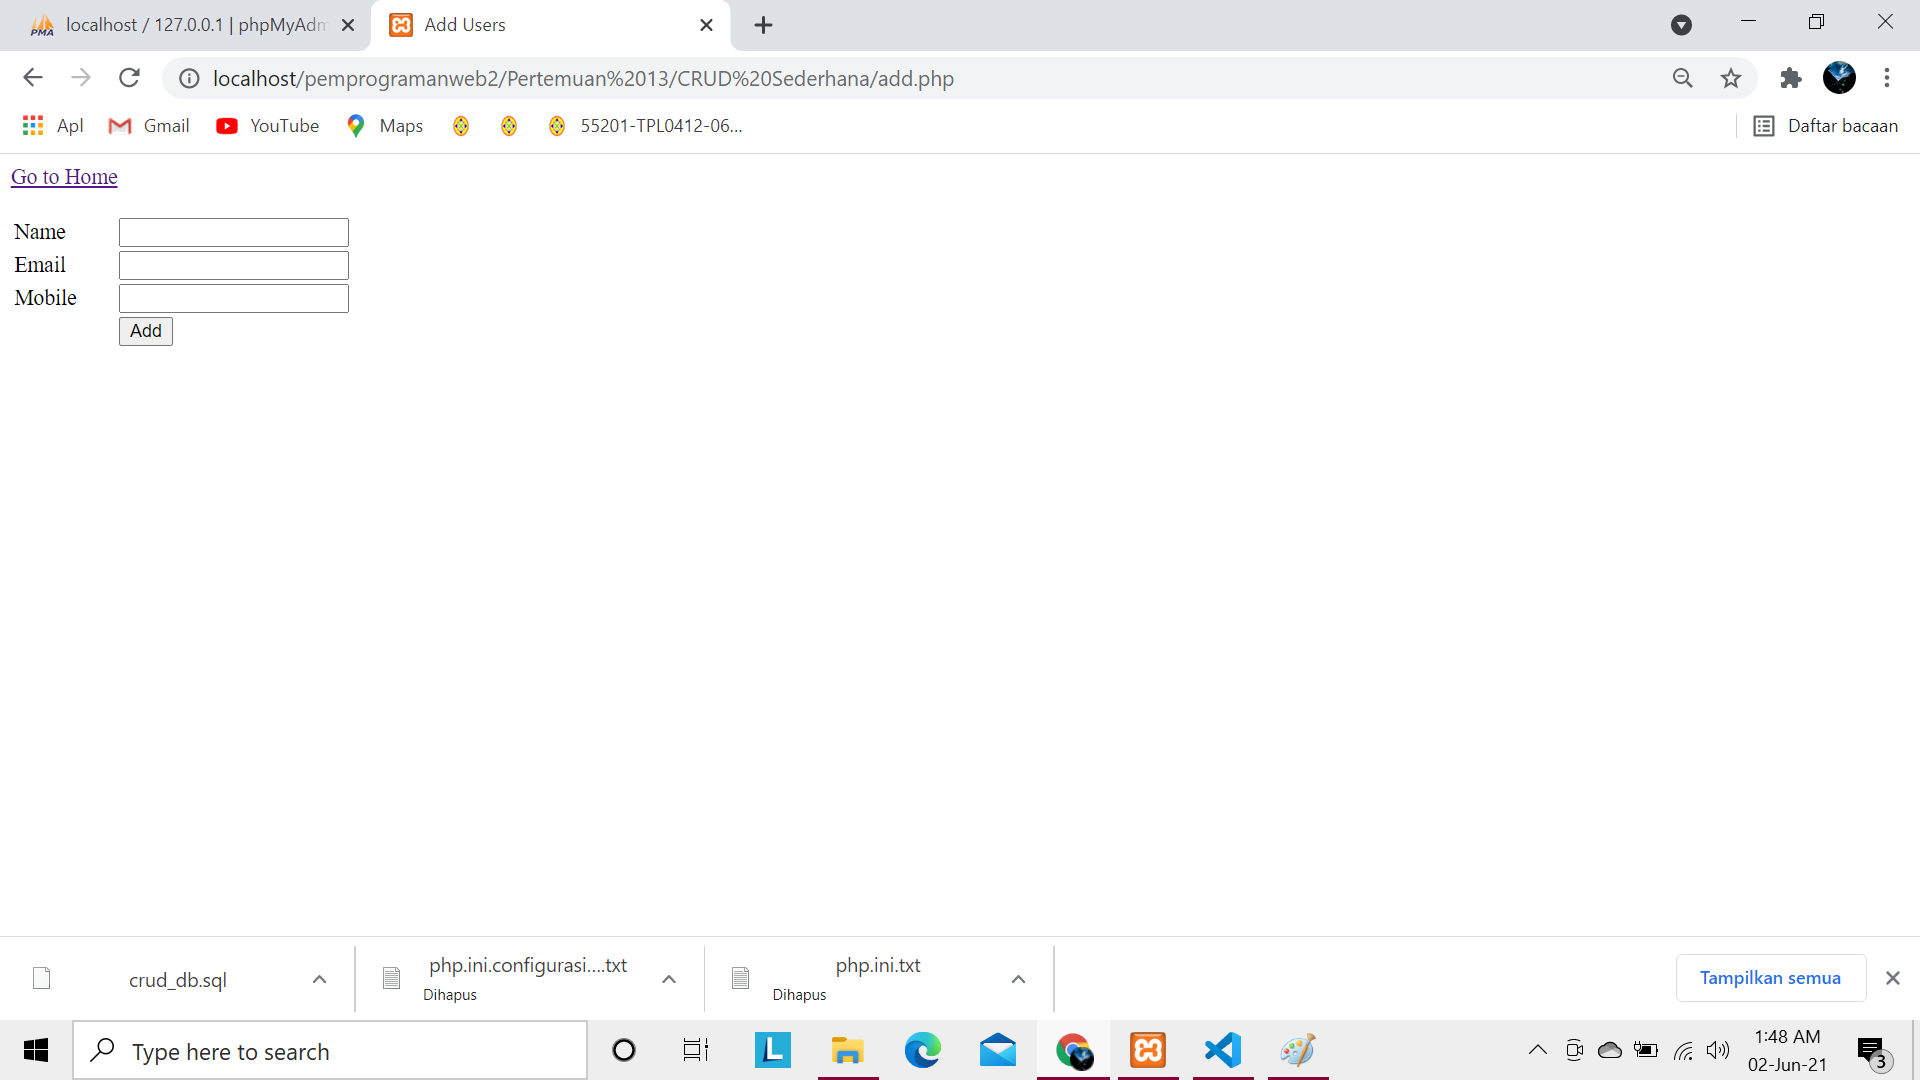 localhost / 127.0.0.1 | phpMyAdm
Add Users
localhost/pemprogramanweb2/Pertemuan%2013/CRUD%20Sederhana/add.php
Apl
Gmail
YouTube
Maps
55201-TPL0412-06...
Daftar bacaan
Go to Home
Name
Email
Mobile
Add
crud_db.sql
php.ini.configurasi....txt
Dihapus
php.ini.txt
Dihapus
Tampilkan semua
Type here to search
1:48 AM
02-Jun-21
3